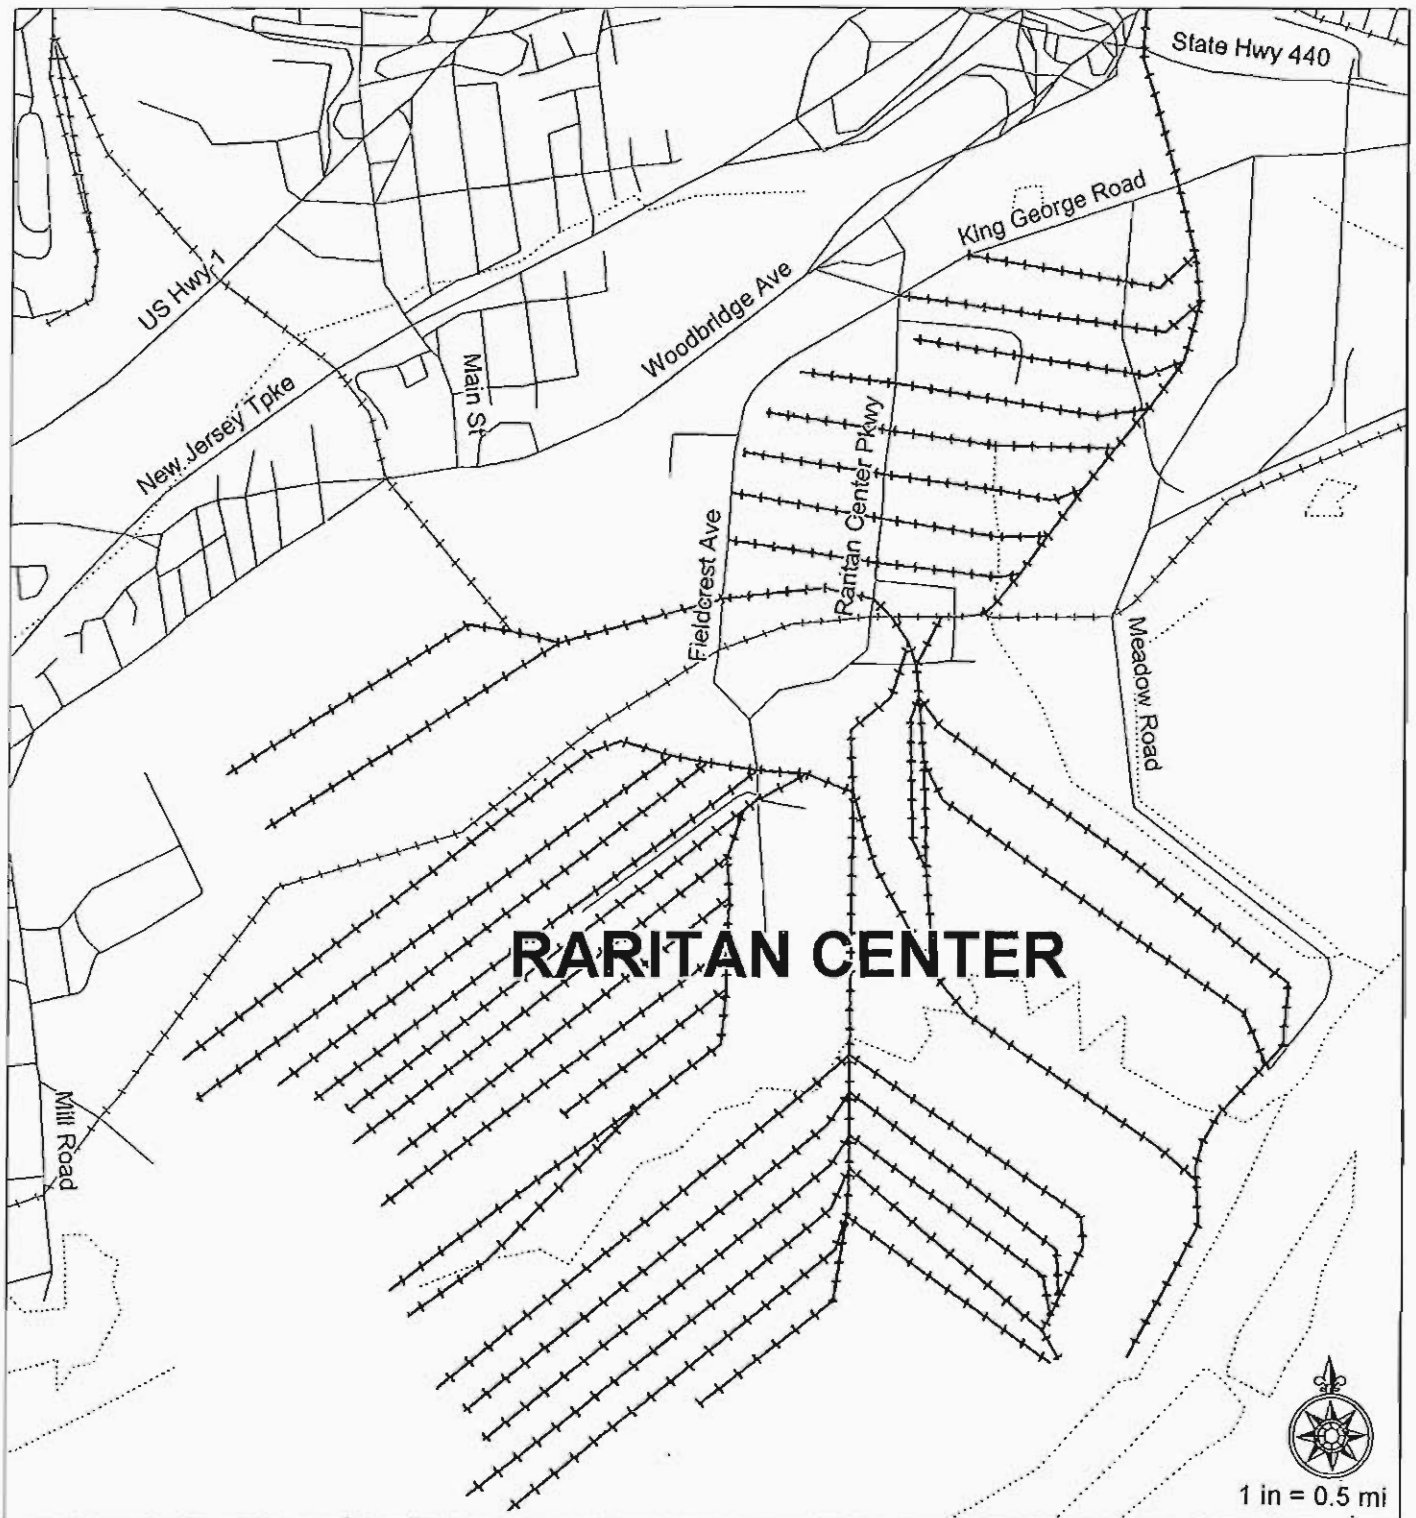 State Hwy 440
King George Road
US Hwy 1
Woodbridge Ave
Main St
New Jersey Tpke
Raritan Center Pkwy
Fieldcrest Ave
Meadow Road
RARITAN CENTER
Mill Road
1 in = 0.5 mi